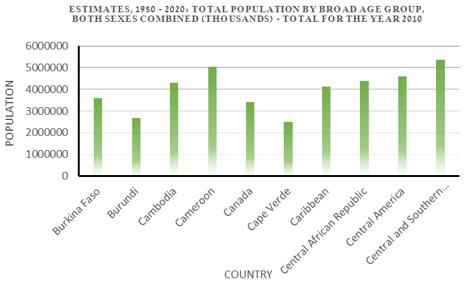 ESTIMATES, 1950 - 2020: TOTAL POPULATION BY BROAD AGE GROUP,
BOTH SEXES COMBINED (THOUSANDS) - TOTAL FOR THE YEAR 2010
6000000
5000000
4000000
3000000
2000000
1000000
0
POPULATION
Burkina Faso
Burundi
Cambodia
Cameroon
Canada
Cape Verde
Caribbean
Central African Republic
Central America
Central and Southern...
COUNTRY